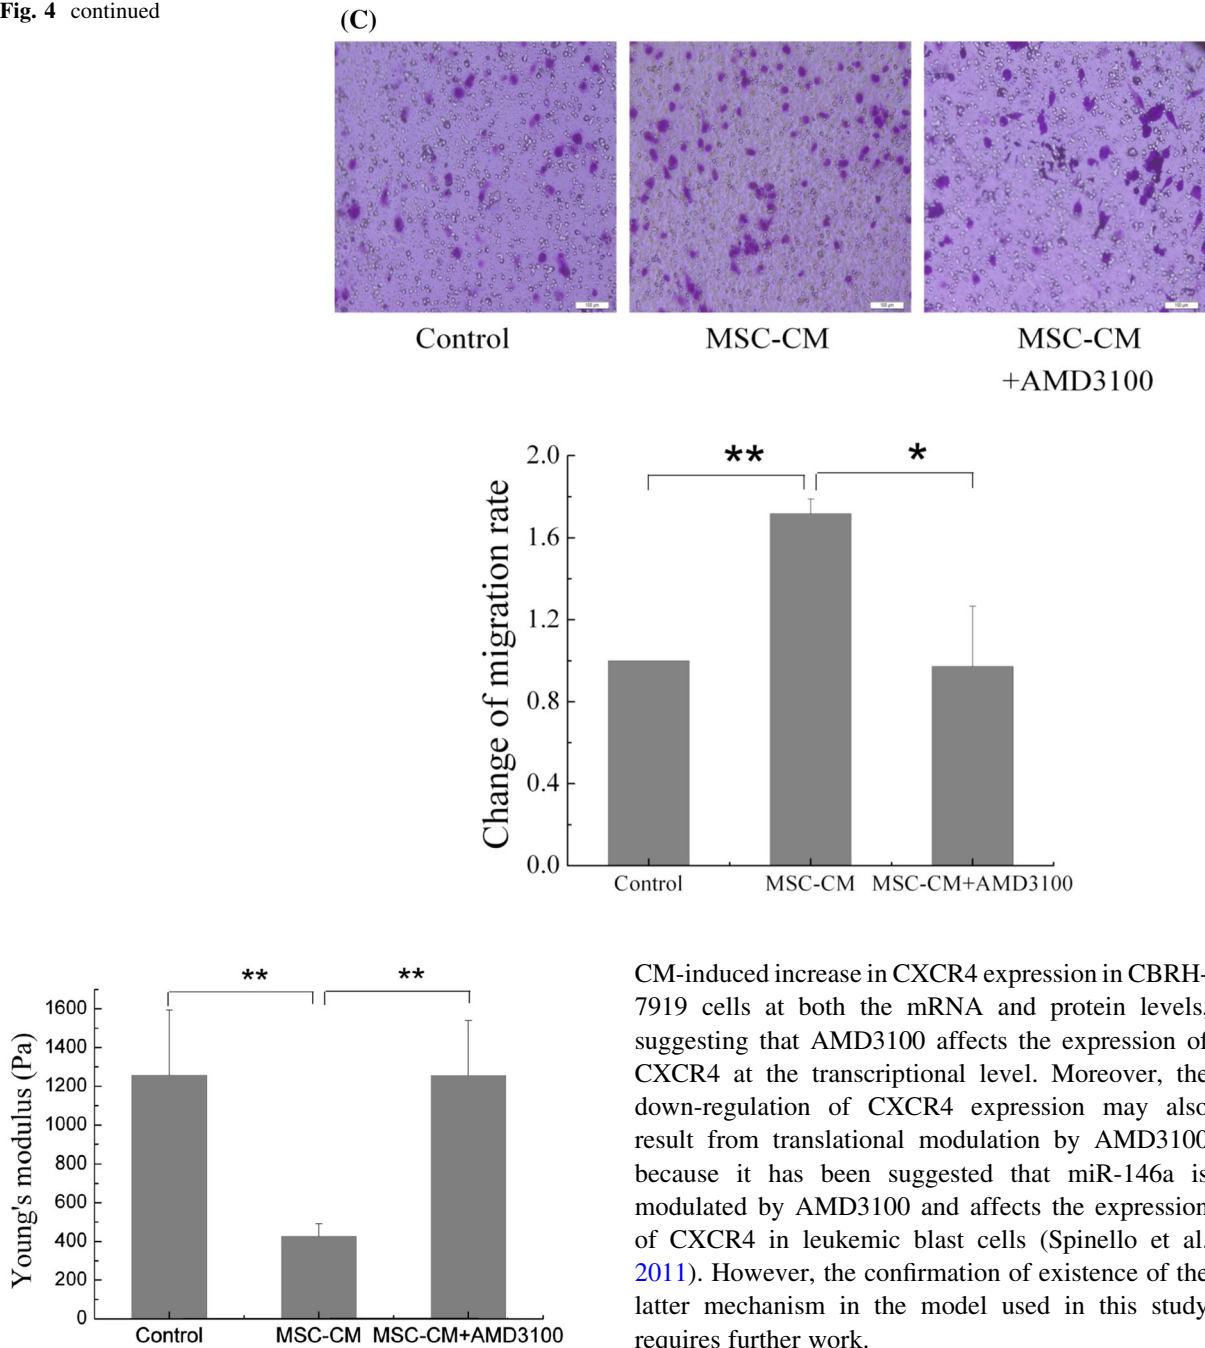 Fig. 4 continued
(C)
100 µm
100 µm
100 µm
Control
MSC-CM
MSC-CM
+AMD3100
**
*
2.0
1.6
1.2
0.8
0.4
0.0
Change of migration rate
Control
MSC-CM
MSC-CM+AMD3100
**
**
1600
1400
1200
1000
800
600
400
200
0
Young's modulus (Pa)
Control
MSC-CM
MSC-CM+AMD3100
CM-induced increase in CXCR4 expression in CBRH-
7919 cells at both the mRNA and protein levels,
suggesting that AMD3100 affects the expression of
CXCR4 at the transcriptional level. Moreover, the
down-regulation of CXCR4 expression may also
result from translational modulation by AMD3100
because it has been suggested that miR-146a is
modulated by AMD3100 and affects the expression
of CXCR4 in leukemic blast cells (Spinello et al.
2011). However, the confirmation of existence of the
latter mechanism in the model used in this study
requires further work.